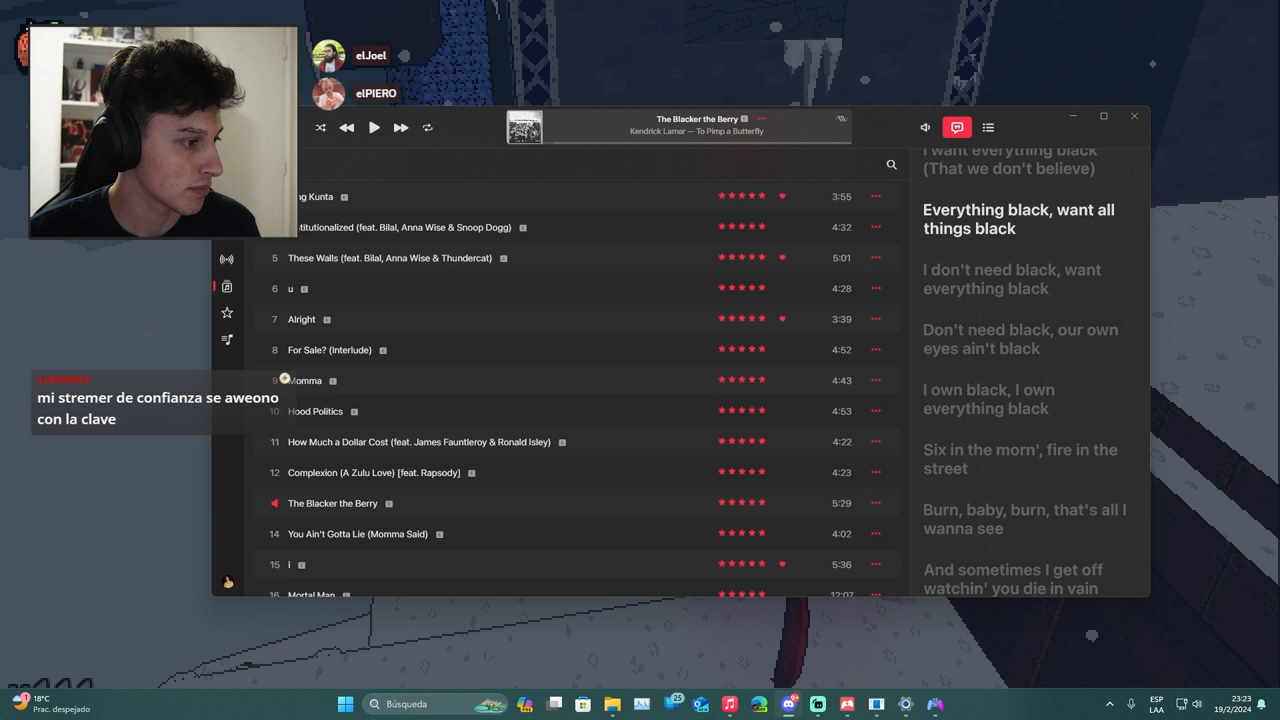 elJoel
elPIERO
The Blacker the Berry E
Kendrick Lamar — To Pimp a Butterfly
I want everything black
(That we don't believe)
Everything black, want all
things black
I don't need black, want
everything black
Don't need black, our own
eyes ain't black
I own black, I own
everything black
Six in the morn', fire in the
street
Burn, baby, burn, that's all I
wanna see
And sometimes I get off
watchin' you die in vain
Kunta E 3:55
(feat. Bilal, Anna Wise & Snoop Dogg) E 4:32
5 These Walls (feat. Bilal, Anna Wise & Thundercat) E 5:01
6 u E 4:28
7 Alright E 3:39
8 For Sale? (Interlude) E 4:52
9 Momma E 4:43
10 Hood Politics E 4:53
11 How Much a Dollar Cost (feat. James Fauntleroy & Ronald Isley) E 4:22
12 Complexion (A Zulu Love) [feat. Rapsody] E 4:23
The Blacker the Berry E 5:29
14 You Ain't Gotta Lie (Momma Said) E 4:02
15 i E 5:36
16 Mortal Man E 12:07
mi stremer de confianza se aweono
con la clave
1
18°C
Prac. despejado
Búsqueda
PRE
25
ESP
LAA
23:23
19/2/2024